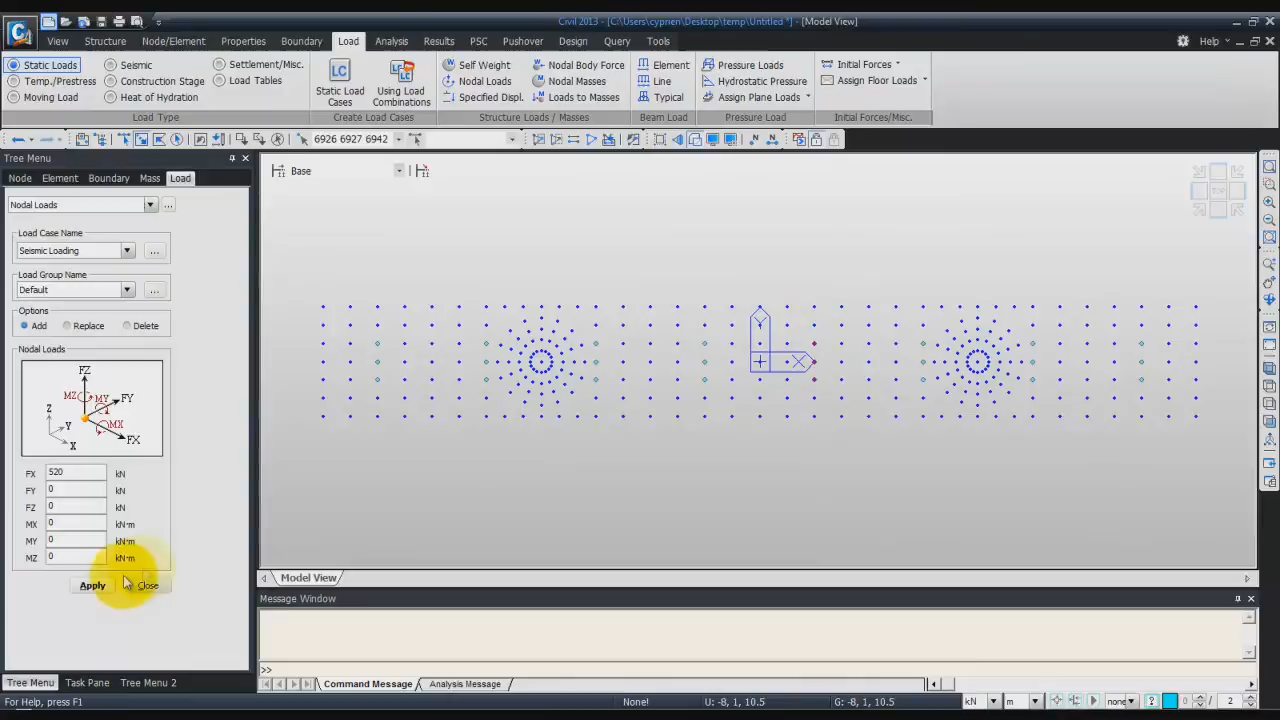 Civil 2013 - [C:\Users\cyprien\Desktop\temp\Untitled *] - [Model View]
View Structure Node/Element Properties Boundary Load Analysis Results PSC Pushover Design Query Tools Help
Static Loads Seismic Settlement/Misc.
Temp./Prestress Construction Stage Load Tables
Moving Load Heat of Hydration
Load Type
Static Load Cases
Using Load Combinations
Create Load Cases
Self Weight Nodal Body Force
Nodal Loads Nodal Masses
Specified Displ. Loads to Masses
Structure Loads / Masses
Element
Line
Typical
Beam Load
Pressure Loads
Hydrostatic Pressure
Assign Plane Loads
Pressure Load
Initial Forces
Assign Floor Loads
Initial Forces/Misc.
6926 6927 6942
Tree Menu
Node Element Boundary Mass Load
Nodal Loads ...
Load Case Name
Seismic Loading ...
Load Group Name
Default ...
Options
Add Replace Delete
Nodal Loads
FZ
MZ MY FY
Z MX
Y
X FX
FX 520 kN
FY 0 kN
FZ 0 kN
MX 0 kN·m
MY 0 kN·m
MZ 0 kN·m
Apply Close
Base
TOP
Y
X
Model View
Message Window
>>
Tree Menu Task Pane Tree Menu 2
Command Message Analysis Message
For Help, press F1 None! U: -8, 1, 10.5 G: -8, 1, 10.5 kN m none 0 / 2